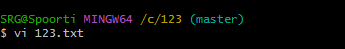 SRG@Spoorti MINGW64 /c/123 (master)
$ vi 123.txt